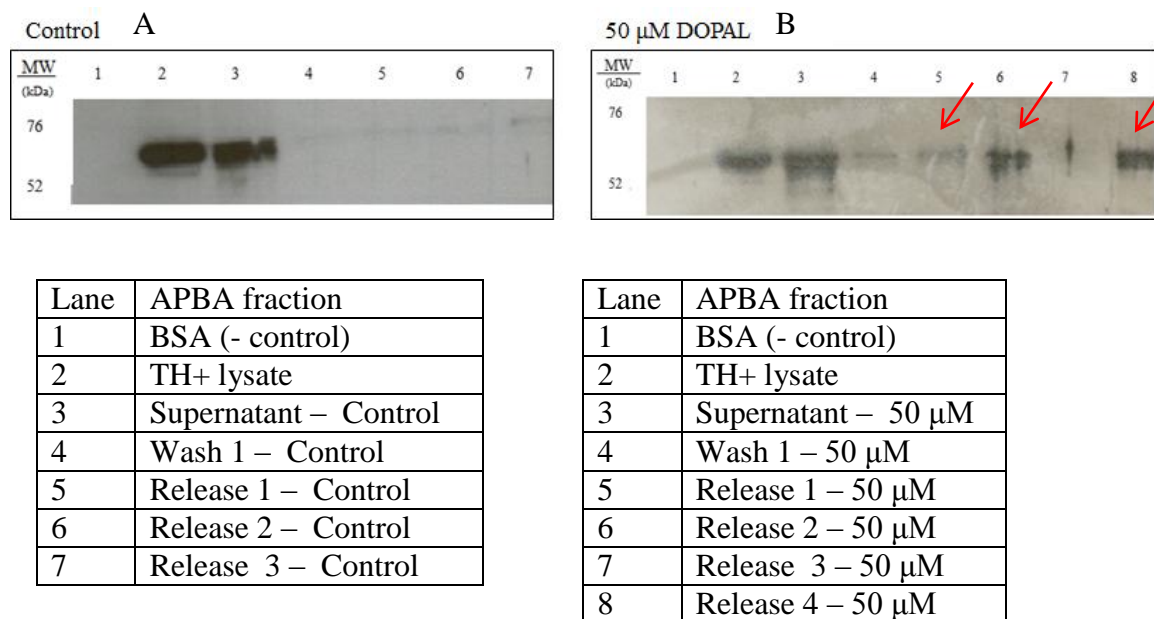 Control A
MW 1 2 3 4 5 6 7
(kDa)
76
52
50 μM DOPAL B
MW 1 2 3 4 5 6 7 8
(kDa)
76
52
Lane APBA fraction
1 BSA (- control)
2 TH+ lysate
3 Supernatant – Control
4 Wash 1 – Control
5 Release 1 – Control
6 Release 2 – Control
7 Release 3 – Control
Lane APBA fraction
1 BSA (- control)
2 TH+ lysate
3 Supernatant – 50 μM
4 Wash 1 – 50 μM
5 Release 1 – 50 μM
6 Release 2 – 50 μM
7 Release 3 – 50 μM
8 Release 4 – 50 μM